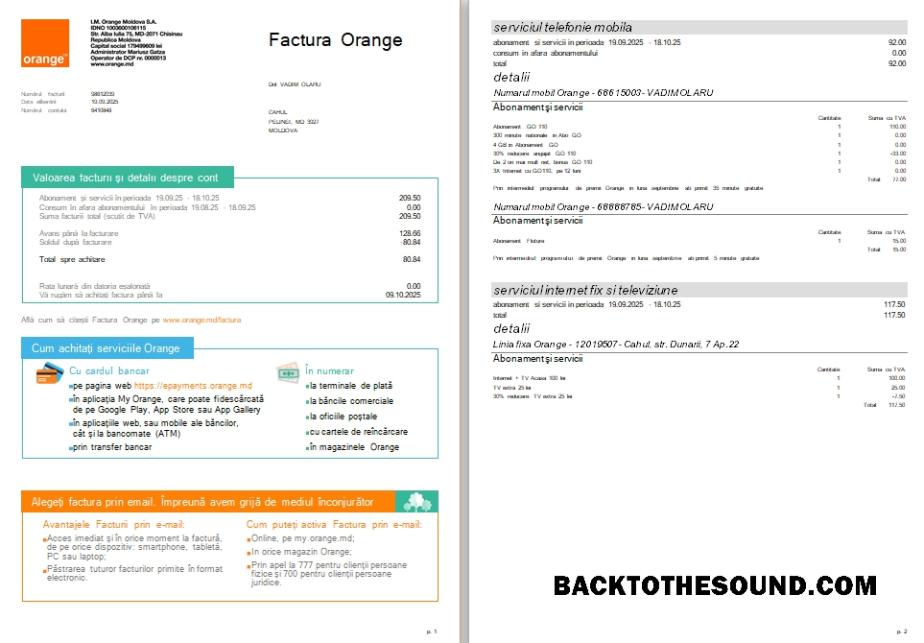 orange™
I.M. Orange Moldova S.A.
IDNO 1003600106115
Str. Alba Iulia 75, MD-2071 Chisinau
Republica Moldova
Capital social 179499609 lei
Administrator Mariusz Gatza
Operator de DCP nr. 0000013
www.orange.md
Factura Orange
Numărul facturii
Data eliberării 19.09.2025
Numărul contului
VADIM OLARU
CAHUL
MOLDOVA
Valoarea facturii și detalii despre cont
Abonament și servicii în perioada 19.09.25 - 18.10.25 209.50
Consum în afara abonamentului în perioada 19.08.25 - 18.09.25 0.00
Suma facturii total (scutit de TVA) 209.50
Avans până la facturare 128.66
Soldul după facturare -80.84
Total spre achitare 80.84
Rata lunară din datoria eșalonată 0.00
Vă rugăm să achitați factura până la 09.10.2025
Află cum să citești Factura Orange pe www.orange.md/factura
Cum achitați serviciile Orange
Cu cardul bancar
pe pagina web https://epayments.orange.md
în aplicația My Orange, care poate fi descărcată
de pe Google Play, App Store sau App Gallery
în aplicațiile web, sau mobile ale băncilor,
cât și la bancomate (ATM)
prin transfer bancar
În numerar
la terminale de plată
la băncile comerciale
la oficiile poștale
cu cartele de reîncărcare
în magazinele Orange
Alegeți factura prin email. Împreună avem grijă de mediul înconjurător
Avantajele Facturii prin e-mail:
Acces imediat și în orice moment la factură,
de pe orice dispozitiv: smartphone, tabletă,
PC sau laptop;
Păstrarea tuturor facturilor primite în format
electronic.
Cum puteți activa Factura prin e-mail:
Online, pe my.orange.md;
In orice magazin Orange;
Prin apel la 777 pentru clienții persoane
fizice și 700 pentru clienții persoane
juridice.
p. 1
serviciul telefonie mobila
abonament si servicii in perioada 19.09.2025 - 18.10.25 92.00
consum in afara abonamentului 0.00
total 92.00
detalii
Numarul mobil Orange - 68615003- VADIM OLARU
Abonament și servicii
Cantitate Suma cu TVA
Abonament GO 110 1 110.00
300 minute nationale in Abo GO 1 0.00
4 GB in Abonament GO 1 0.00
30% reducere angajat GO 110 1 -33.00
De 2 ori mai mult net, bonus GO 110 1 0.00
3A Internet cu GO110, pe 12 luni 1 0.00
Total 77.00
Prin intermediul programului de premii Orange in luna septembrie ati primit 35 minute gratuite
Numarul mobil Orange - 68668765- VADIM OLARU
Abonament și servicii
Cantitate Suma cu TVA
Abonament Fluture 1 15.00
Total 15.00
Prin intermediul programului de premii Orange in luna septembrie ati primit 5 minute gratuite
serviciul internet fix si televiziune
abonament si servicii in perioada 19.09.2025 - 18.10.25 117.50
total 117.50
detalii
Linia fixa Orange - 12019507- Cahul, str. Dunarii, 7 Ap. 22
Abonament și servicii
Cantitate Suma cu TVA
Internet + TV Acasa 100 lei 1 100.00
TV extra 25 lei 1 25.00
30% reducere TV extra 25 lei 1 -7.50
Total 117.50
BACKTOTHESOUND.COM
p. 2